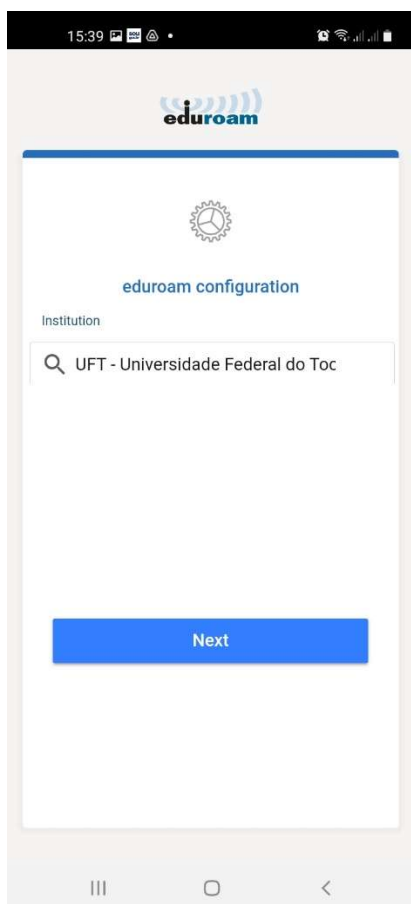 15:39
eduroam
eduroam configuration
Institution
UFT - Universidade Federal do Toc
Next